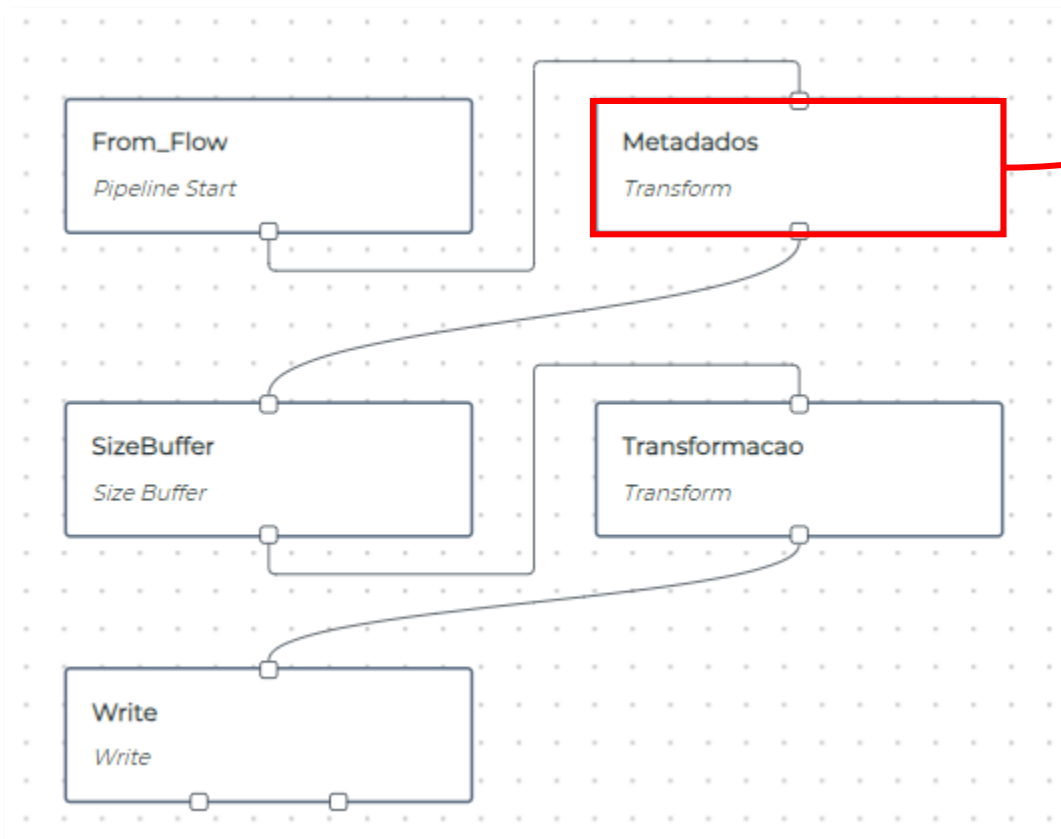 From_Flow
Pipeline Start
Metadados
Transform
SizeBuffer
Size Buffer
Transformacao
Transform
Write
Write